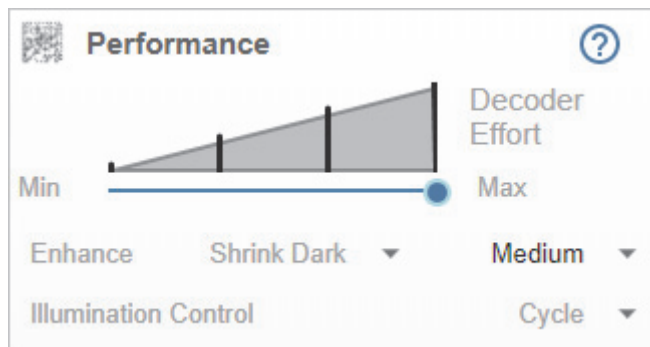 Performance
?
Decoder
Effort
Min
Max
Enhance Shrink Dark Medium
Illumination Control Cycle